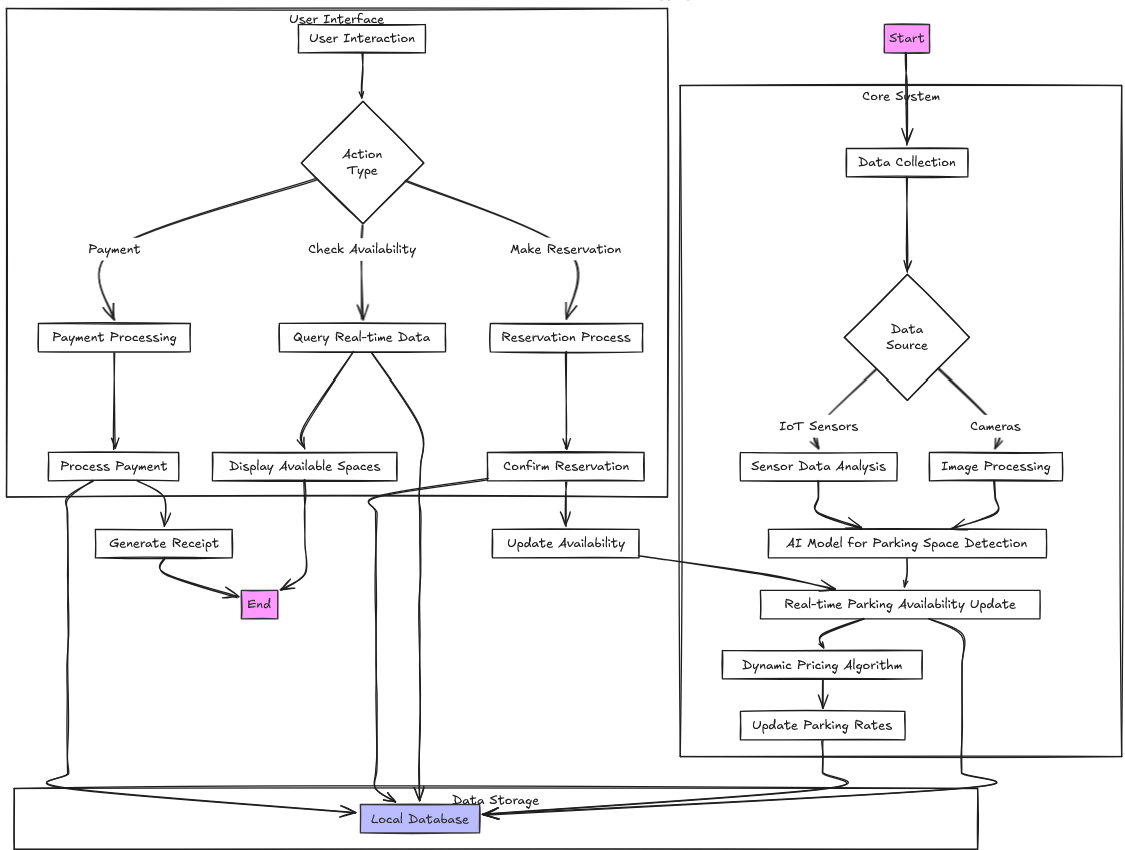 User Interface
User Interaction
Start
Core System
Action
Type
Data Collection
Payment
Check Availability
Make Reservation
Payment Processing
Query Real-time Data
Reservation Process
Data
Source
IoT Sensors
Cameras
Process Payment
Display Available Spaces
Confirm Reservation
Sensor Data Analysis
Image Processing
Generate Receipt
Update Availability
AI Model for Parking Space Detection
End
Real-time Parking Availability Update
Dynamic Pricing Algorithm
Update Parking Rates
Data Storage
Local Database